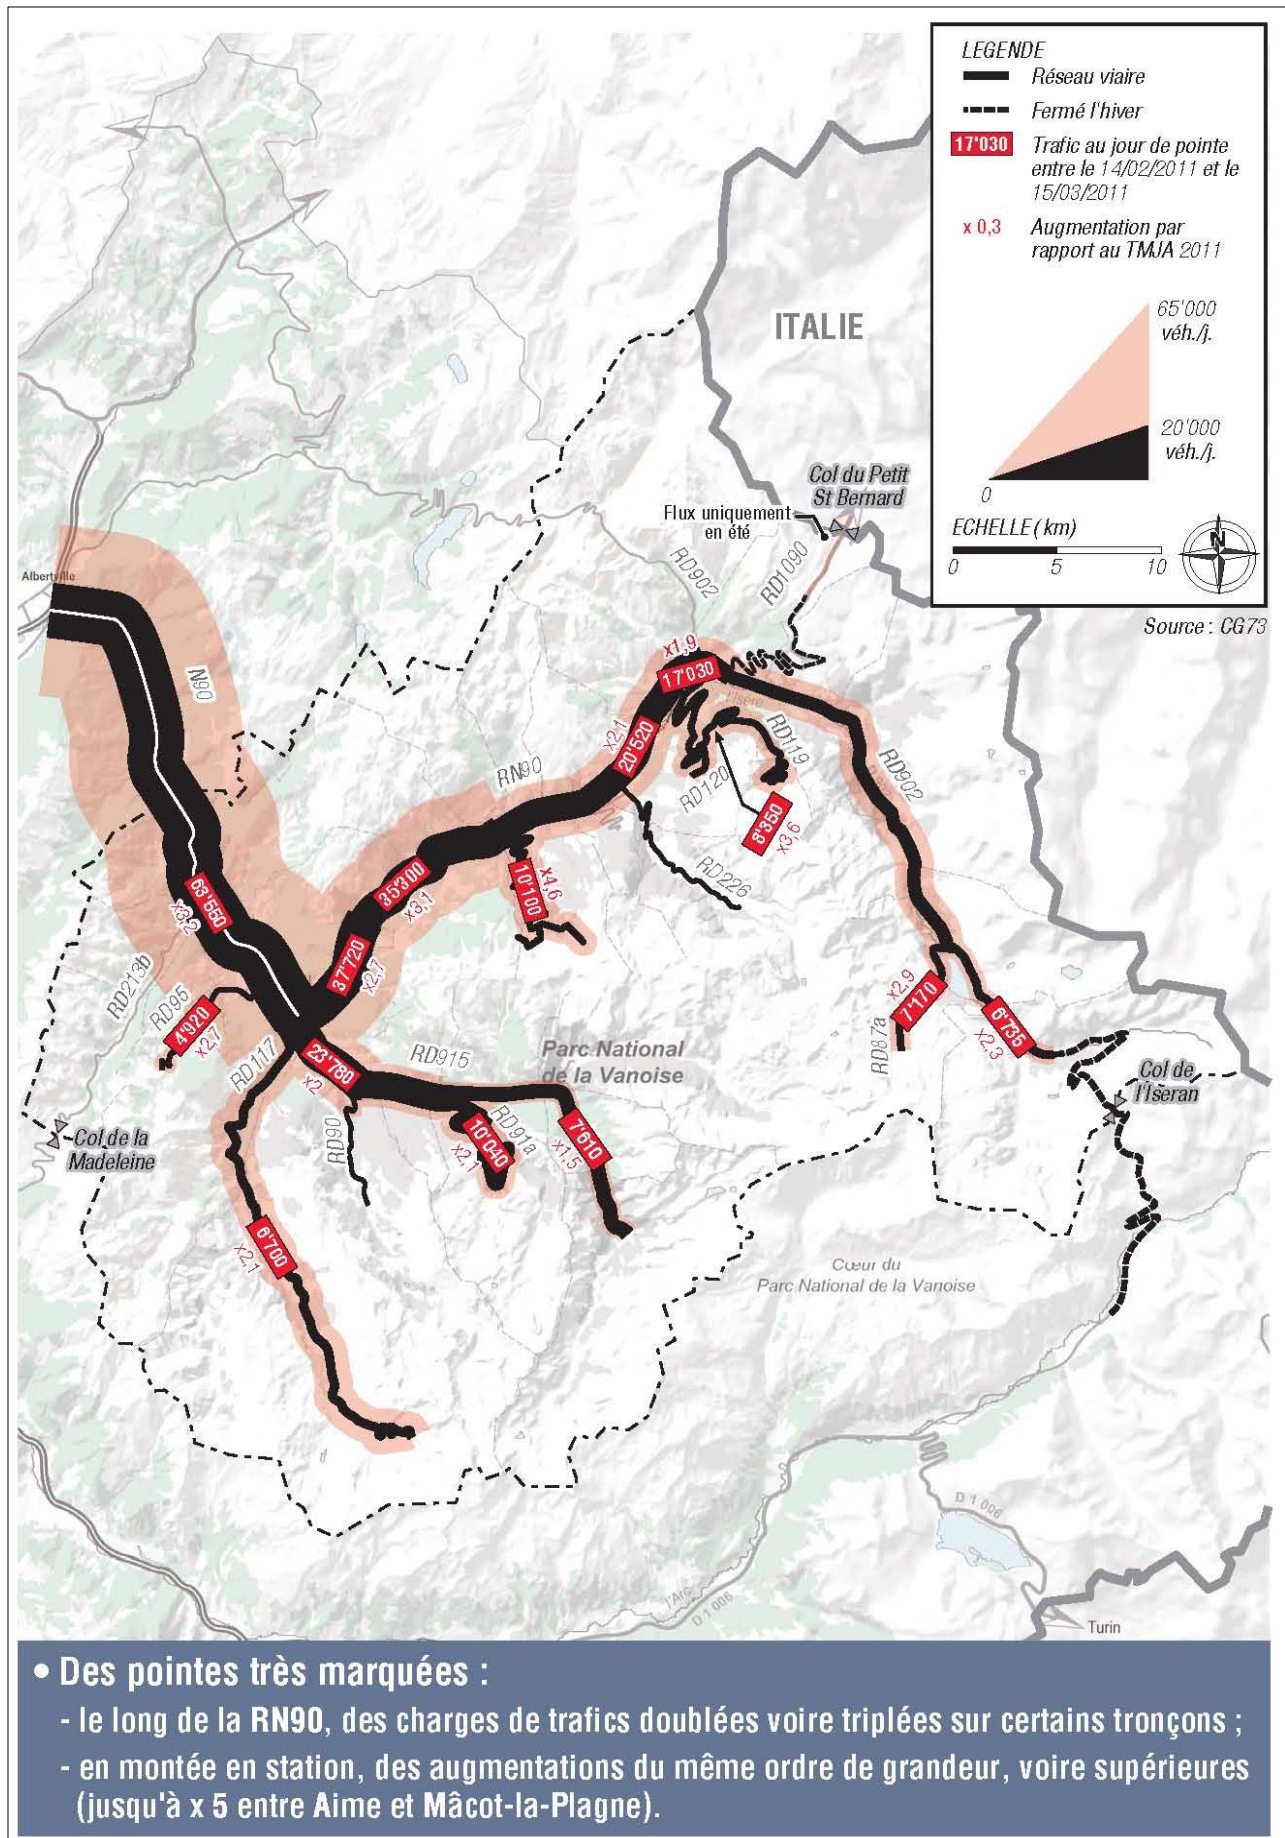 LEGENDE
Réseau viaire
Fermé l'hiver
17'030
Trafic au jour de pointe
entre le 14/02/2011 et le
15/03/2011
x 0,3
Augmentation par
rapport au TMJA 2011
65'000
véh./j.
20'000
véh./j.
0
ECHELLE ( km)
0 5 10
N
Source : CG73
ITALIE
Col du Petit
St Bernard
Flux uniquement
en été
RD1090
RD902
Albertville
RN90
x1,9
17'030
l'Isère
x2,1
20'520
RD119
RD120
RD902
RN90
8'350
x3,6
35'300
x3,1
10'100
x4,6
RD226
63'550
x3,2
37'720
x2,7
RD213b
RD95
4'920
x2,7
x2,9
7'170
RD87a
6'735
x2,3
RD117
23'780
x2
RD915
Parc National
de la Vanoise
Col de
l'Iseran
RD90
RD91a
10'040
x2,1
7'610
x1,5
Col de la
Madeleine
6'700
x2,1
Cœur du
Parc National de la Vanoise
D 1 006
l'Arc
D 1 006
Turin
• Des pointes très marquées :
- le long de la RN90, des charges de trafics doublées voire triplées sur certains tronçons ;
- en montée en station, des augmentations du même ordre de grandeur, voire supérieures
(jusqu'à x 5 entre Aime et Mâcot-la-Plagne).